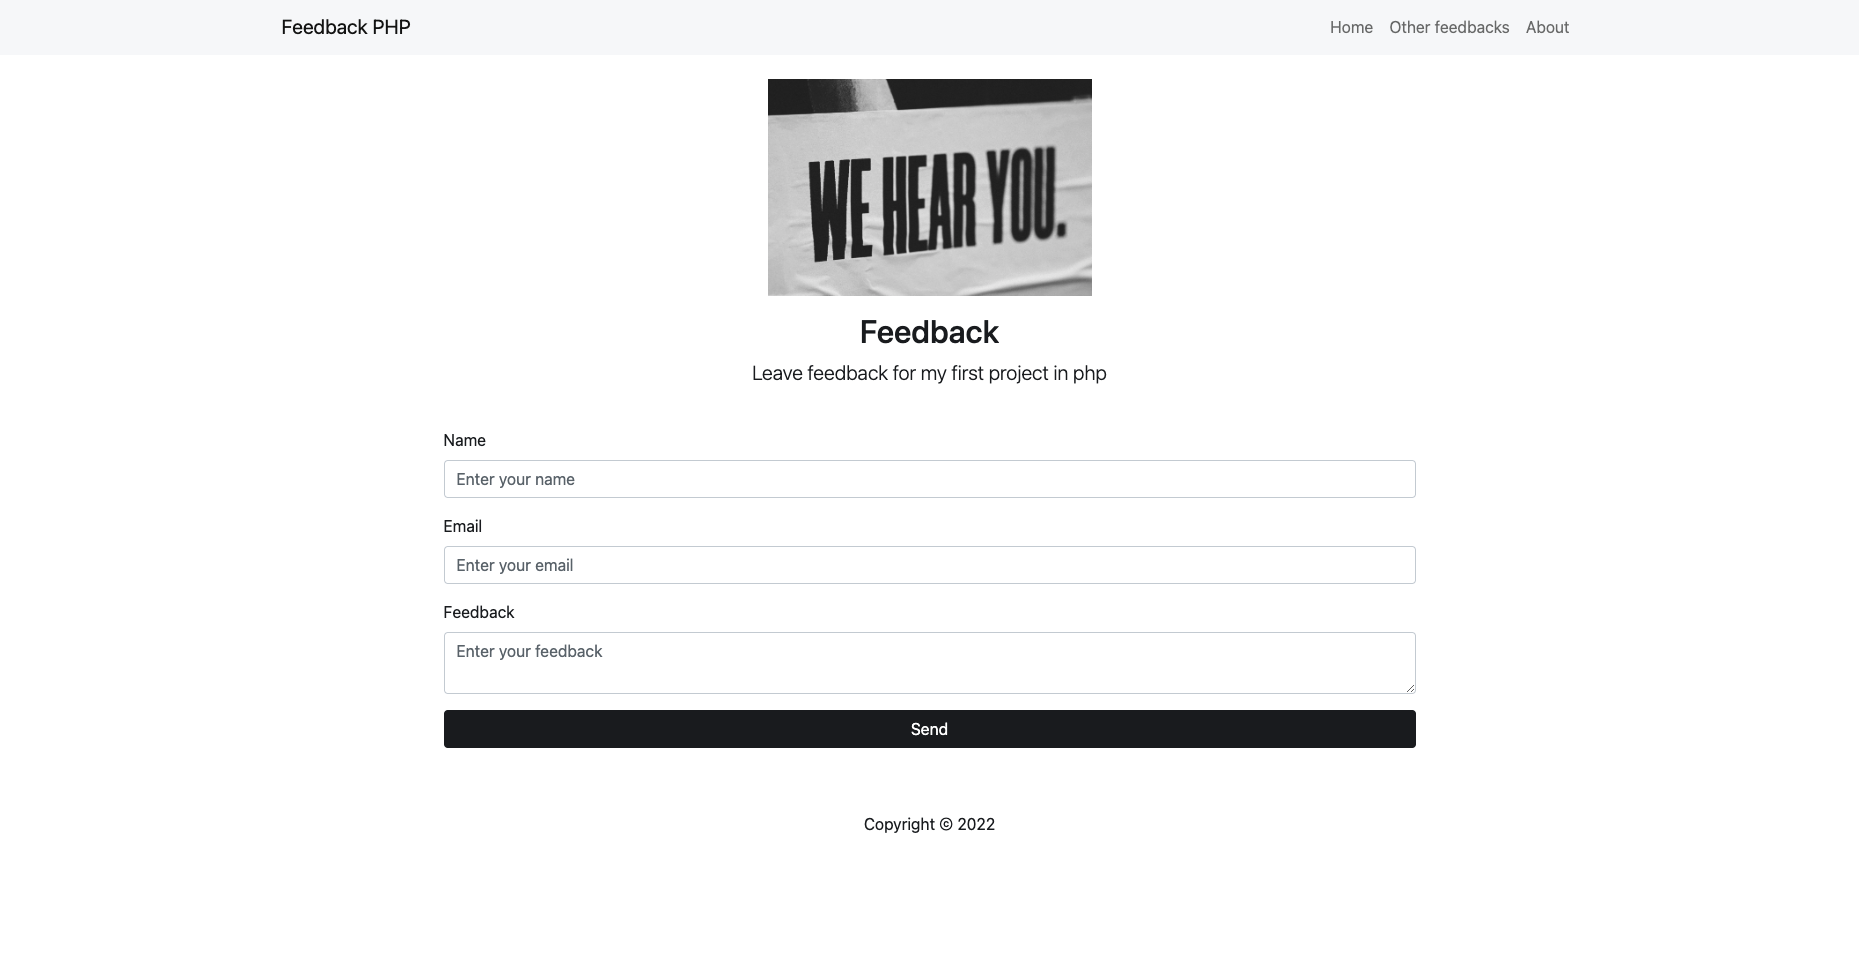 Feedback PHP
Home Other feedbacks About
WE HEAR YOU.
Feedback
Leave feedback for my first project in php
Name
Enter your name
Email
Enter your email
Feedback
Enter your feedback
Send
Copyright © 2022